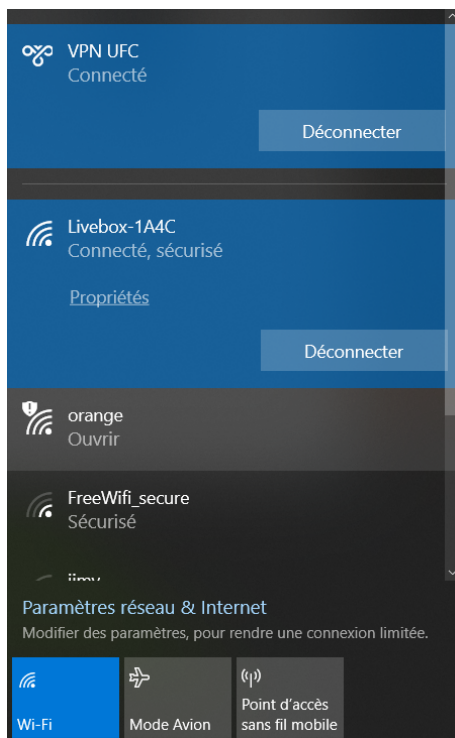 VPN UFC
Connecté
Déconnecter
Livebox-1A4C
Connecté, sécurisé
Propriétés
Déconnecter
orange
Ouvrir
FreeWifi_secure
Sécurisé
Paramètres réseau & Internet
Modifier des paramètres, pour rendre une connexion limitée.
Wi-Fi
Mode Avion
Point d'accès
sans fil mobile